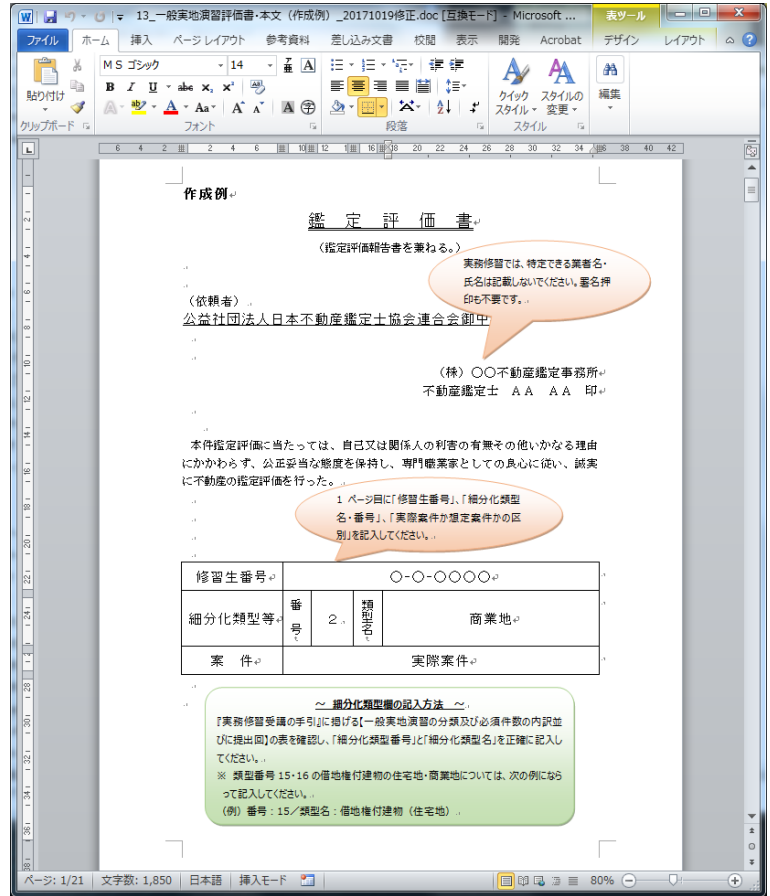 13_一般実地演習評価書・本文（作成例）_20171019修正.doc [互換モード] - Microsoft ...
表ツール
ファイル ホーム 挿入 ページ レイアウト 参考資料 差し込み文書 校閲 表示 開発 Acrobat デザイン レイアウト
ＭＳ ゴシック 14
貼り付け
クイック スタイル
スタイルの 変更
編集
クリップボード フォント 段落 スタイル
6 4 2 2 4 6 10 12 16 18 20 22 24 26 28 30 32 34 38 40 42
作成例
鑑 定 評 価 書
（鑑定評価報告書を兼ねる。）
実務修習では、特定できる業者名・
氏名は記載しないでください。署名押
印も不要です。
（依頼者）
公益社団法人日本不動産鑑定士協会連合会御中
（株）〇〇不動産鑑定事務所
不動産鑑定士 ＡＡ ＡＡ 印
本件鑑定評価に当たっては、自己又は関係人の利害の有無その他いかなる理由
にかかわらず、公正妥当な態度を保持し、専門職業家としての良心に従い、誠実
に不動産の鑑定評価を行った。
1 ページ目に「修習生番号」、「細分化類型
名・番号」、「実際案件か想定案件かの区
別」を記入してください。
修習生番号 〇-〇-〇〇〇〇
細分化類型等 番号 ２ 類型名 商業地
案 件 実際案件
～ 細分化類型欄の記入方法 ～
『実務修習受講の手引』に掲げる【一般実地演習の分類及び必須件数の内訳並
びに提出回】の表を確認し、「細分化類型番号」と「細分化類型名」を正確に記入し
てください。
※ 類型番号 15・16 の借地権付建物の住宅地・商業地については、次の例になら
って記入してください。
（例）番号：15／類型名：借地権付建物（住宅地）
ページ: 1/21 文字数: 1,850 日本語 挿入モード 80%